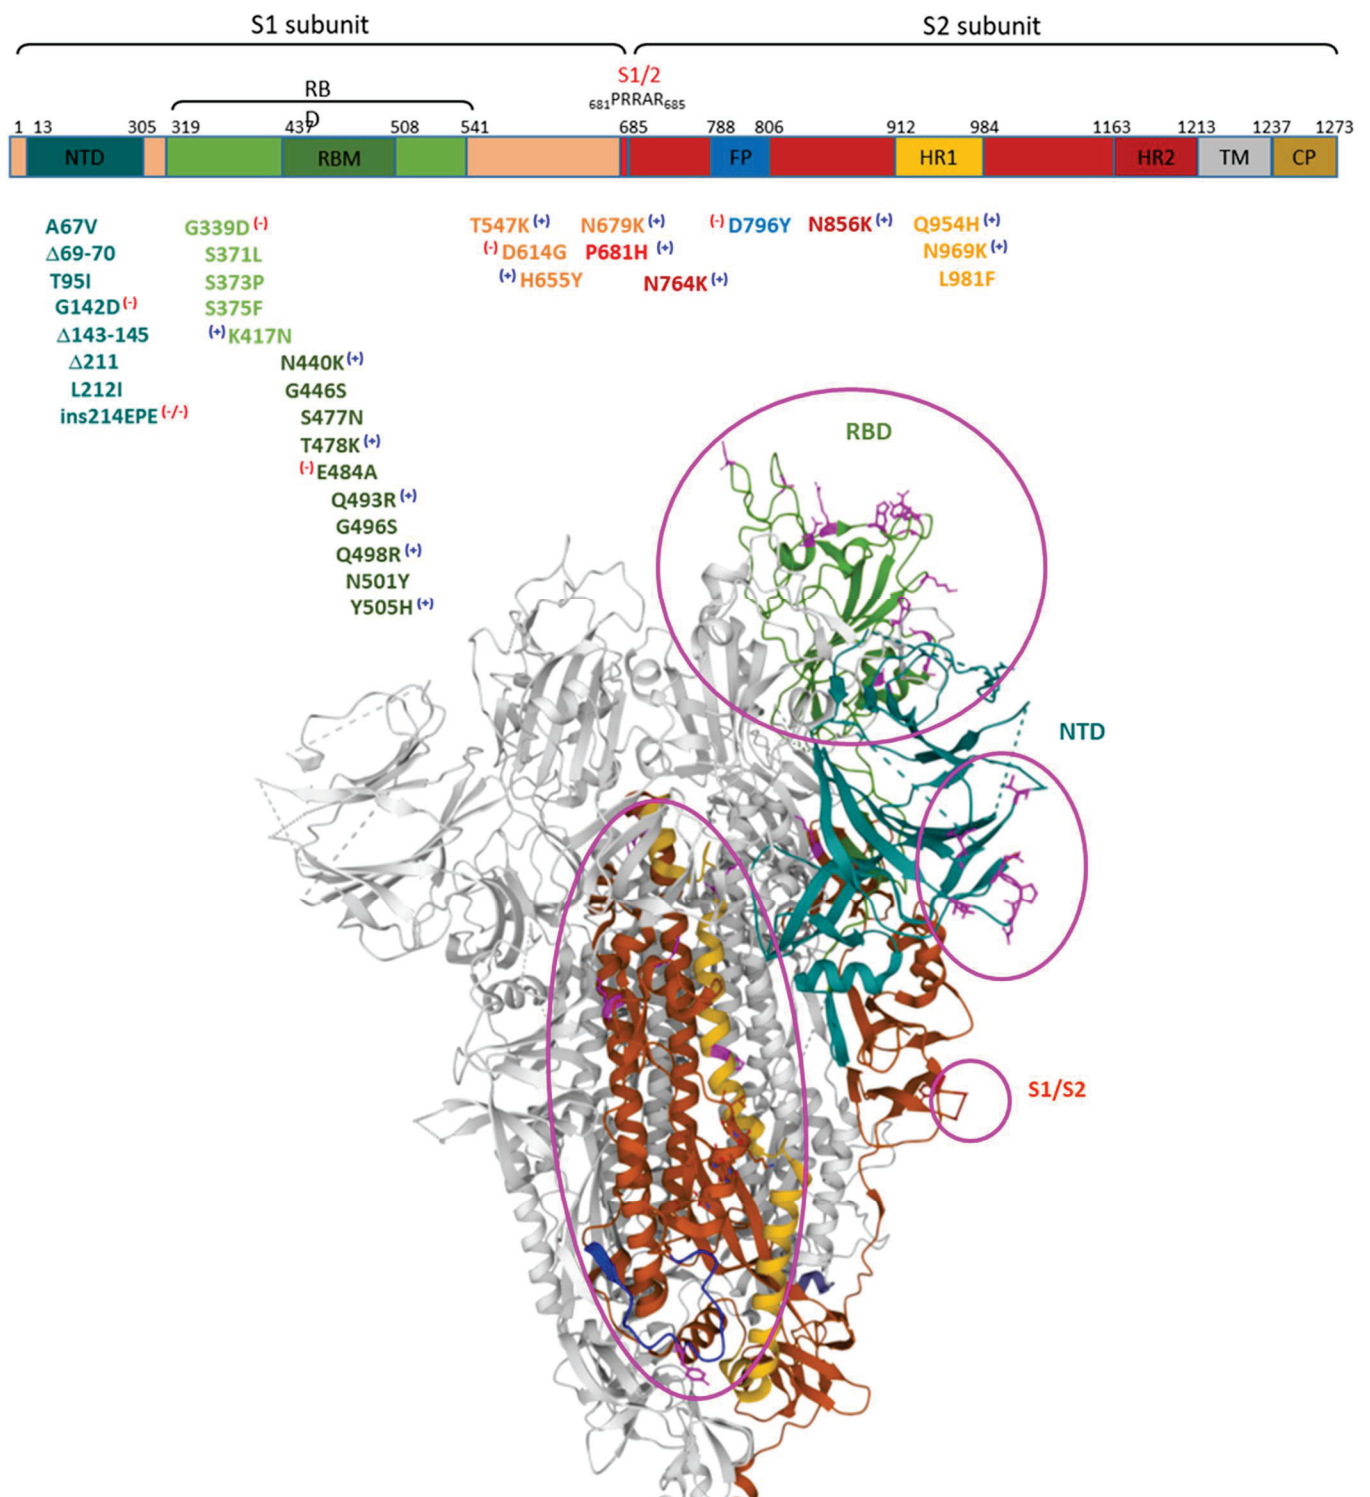 S1 subunit S2 subunit
S1/2
RB
D
681PRRAR685
1 13 305 319 437 508 541 685 788 806 912 984 1163 1213 1237 1273
NTD RBM FP HR1 HR2 TM CP
A67V G339D(-) T547K(+) N679K(+) (-)D796Y N856K(+) Q954H(+)
Δ69-70 S371L (-)D614G P681H(+) N969K(+)
T95I S373P (+)H655Y N764K(+) L981F
G142D(-) S375F
Δ143-145 (+)K417N
Δ211 N440K(+)
L212I G446S
ins214EPE(-/-) S477N
T478K(+)
(-)E484A
Q493R(+)
G496S
Q498R(+)
N501Y
Y505H(+)
RBD
NTD
S1/S2